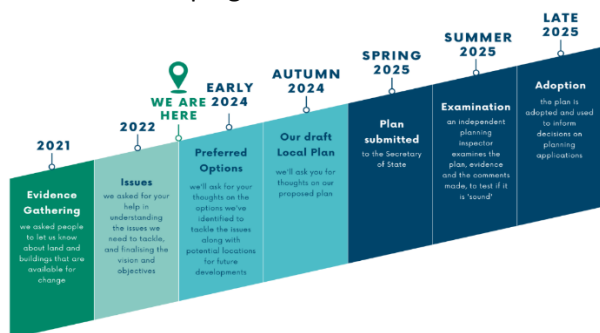 2021
Evidence
Gathering
we asked people
to let us know
about land and
buildings that are
available for
change
2022
Issues
we asked for your
help in
understanding
the issues we
need to tackle,
and finalising the
vision and
objectives
WE ARE
HERE
EARLY
2024
Preferred
Options
we'll ask for your
thoughts on the
options we've
identified to
tackle the issues
along with
potential locations
for future
developments
AUTUMN
2024
Our draft
Local Plan
we'll ask you for
thoughts on our
proposed plan
SPRING
2025
Plan
submitted
to the Secretary
of State
SUMMER
2025
Examination
an independent
planning
inspector
examines the
plan, evidence
and the comments
made, to test if it
is 'sound'
LATE
2025
Adoption
the plan is
adopted and used
to inform
decisions on
planning
applications